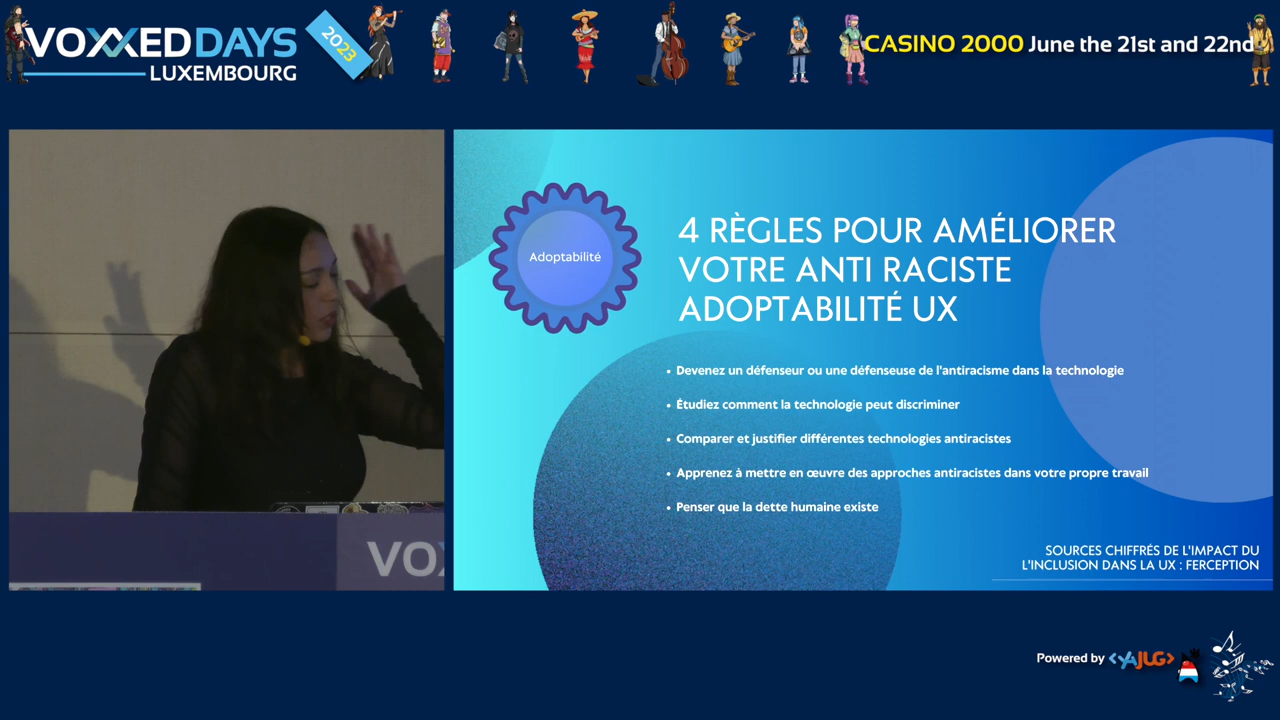 VOXXED DAYS
LUXEMBOURG
2023
CASINO 2000 June the 21st and 22nd
Adoptabilité
4 RÈGLES POUR AMÉLIORER
VOTRE ANTI RACISTE
ADOPTABILITÉ UX
• Devenez un défenseur ou une défenseuse de l'antiracisme dans la technologie
• Étudiez comment la technologie peut discriminer
• Comparer et justifier différentes technologies antiracistes
• Apprenez à mettre en œuvre des approches antiracistes dans votre propre travail
• Penser que la dette humaine existe
SOURCES CHIFFRÉS DE L'IMPACT DU
L'INCLUSION DANS LA UX : FERCEPTION
VOX
Powered by <YAJUG>